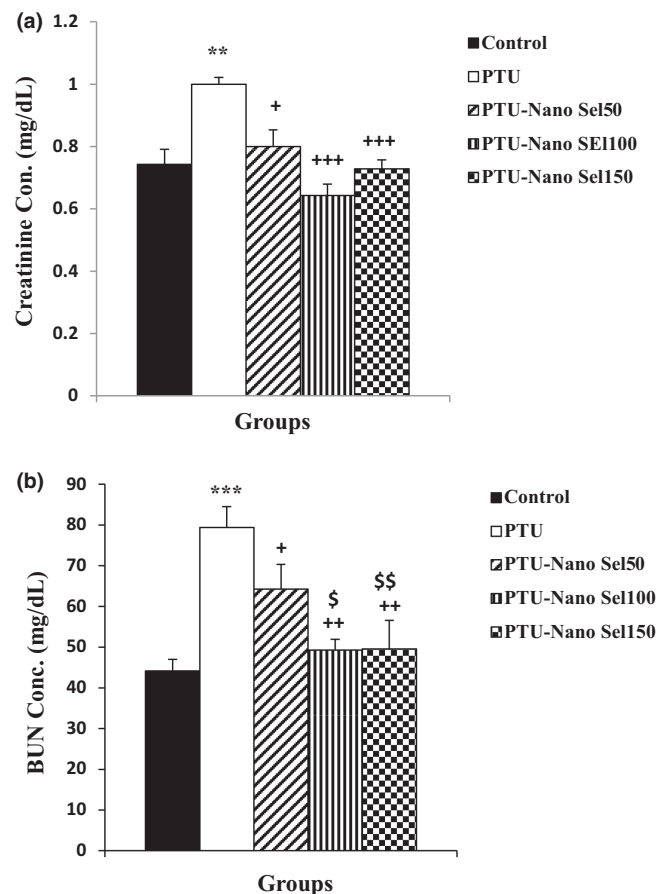 (a)
1.2
1
0.8
0.6
0.4
0.2
0
Creatinine Con. (mg/dL)
**
+
+++
+++
Groups
Control
PTU
PTU-Nano Sel50
PTU-Nano SEl100
PTU-Nano Sel150
(b)
90
80
70
60
50
40
30
20
10
0
BUN Conc. (mg/dL)
***
+
$
++
$$
++
Groups
Control
PTU
PTU-Nano Sel50
PTU-Nano Sel100
PTU-Nano Sel150